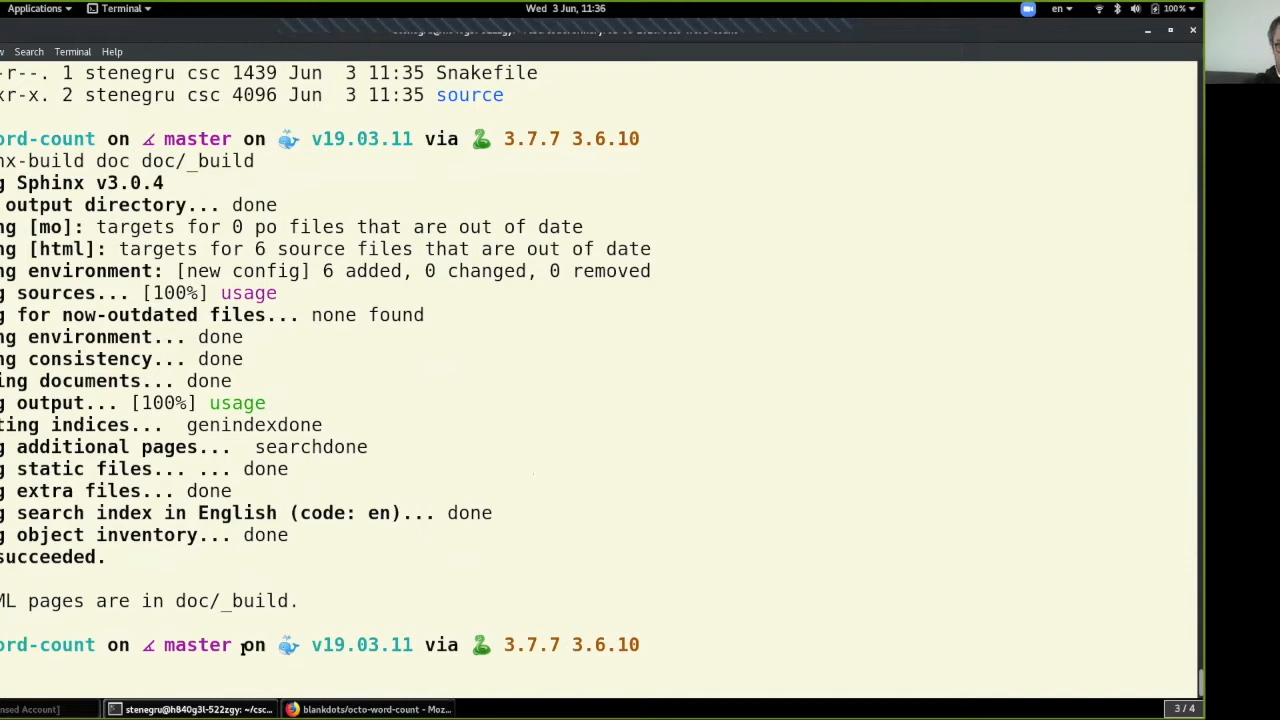 Applications
Terminal
Wed 3 Jun, 11:36
en
100%
Search Terminal Help
-r--. 1 stenegru csc 1439 Jun 3 11:35 Snakefile
xr-x. 2 stenegru csc 4096 Jun 3 11:35 source
ord-count on master on v19.03.11 via 3.7.7 3.6.10
nx-build doc doc/_build
g Sphinx v3.0.4
output directory... done
ng [mo]: targets for 0 po files that are out of date
ng [html]: targets for 6 source files that are out of date
ng environment: [new config] 6 added, 0 changed, 0 removed
g sources... [100%] usage
g for now-outdated files... none found
ng environment... done
ng consistency... done
ing documents... done
g output... [100%] usage
ting indices... genindexdone
g additional pages... searchdone
g static files... ... done
g extra files... done
g search index in English (code: en)... done
g object inventory... done
succeeded.
ML pages are in doc/_build.
ord-count on master on v19.03.11 via 3.7.7 3.6.10
nsed Account]
stenegru@h840g3l-522zgy: ~/csc...
blankdots/octo-word-count - Moz...
3 / 4